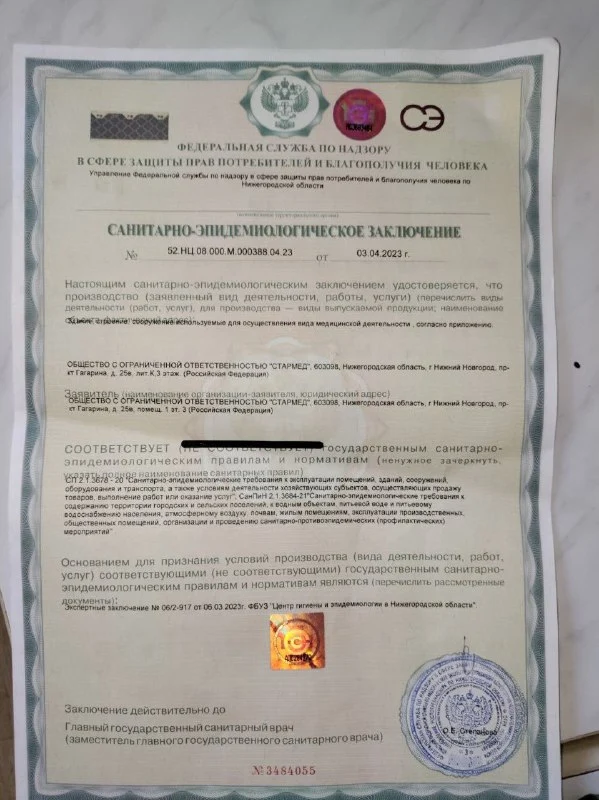 СЭ
ФЕДЕРАЛЬНАЯ СЛУЖБА ПО НАДЗОРУ
В СФЕРЕ ЗАЩИТЫ ПРАВ ПОТРЕБИТЕЛЕЙ И БЛАГОПОЛУЧИЯ ЧЕЛОВЕКА
Управление Федеральной службы по надзору в сфере защиты прав потребителей и благополучия человека по
Нижегородской области
САНИТАРНО-ЭПИДЕМИОЛОГИЧЕСКОЕ ЗАКЛЮЧЕНИЕ
№ 52.НЦ.08.000.М.000388.04.23 от 03.04.2023 г.
Настоящим санитарно-эпидемиологическим заключением удостоверяется, что
производство (заявленный вид деятельности, работы, услуги) (перечислить виды
деятельности (работ, услуг), для производства — виды выпускаемой продукции; наименование
Здание, строение, сооружение используемые для осуществления вида медицинской деятельности, согласно приложению.
ОБЩЕСТВО С ОГРАНИЧЕННОЙ ОТВЕТСТВЕННОСТЬЮ "СТАРМЕД", 603098, Нижегородская область, г Нижний Новгород, пр-
кт Гагарина, д. 25в, лит.К,3 этаж. (Российская Федерация)
Заявитель (наименование организации-заявителя, юридический адрес)
ОБЩЕСТВО С ОГРАНИЧЕННОЙ ОТВЕТСТВЕННОСТЬЮ "СТАРМЕД", 603098, Нижегородская область, г Нижний Новгород, пр-
кт Гагарина, д. 25в, помещ. 1 эт. 3 (Российская Федерация)
СООТВЕТСТВУЕТ (НЕ СООТВЕТСТВУЕТ) государственным санитарно-
эпидемиологическим правилам и нормативам (ненужное зачеркнуть,
указать полное наименование санитарных правил)
СП 2.1.3678 - 20 "Санитарно-эпидемиологические требования к эксплуатации помещений, зданий, сооружений,
оборудования и транспорта, а также условиям деятельности хозяйствующих субъектов, осуществляющих продажу
товаров, выполнение работ или оказание услуг", СанПиН 2.1.3684-21"Санитарно-эпидемиологические требования к
содержанию территорий городских и сельских поселений, к водным объектам, питьевой воде и питьевому
водоснабжению населения, атмосферному воздуху, почвам, жилым помещениям, эксплуатации производственных,
общественных помещений, организации и проведению санитарно-противоэпидемических (профилактических)
мероприятий"
Основанием для признания условий производства (вида деятельности, работ,
услуг) соответствующими (не соответствующими) государственным санитарно-
эпидемиологическим правилам и нормативам являются (перечислить рассмотренные
документы):
Экспертные заключение № 06/2-917 от 06.03.2023г. ФБУЗ "Центр гигиены и эпидемиологии в Нижегородской области"
Заключение действительно до
Главный государственный санитарный врач
(заместитель главного государственного санитарного врача)
О.Е. Степанова
№3484055